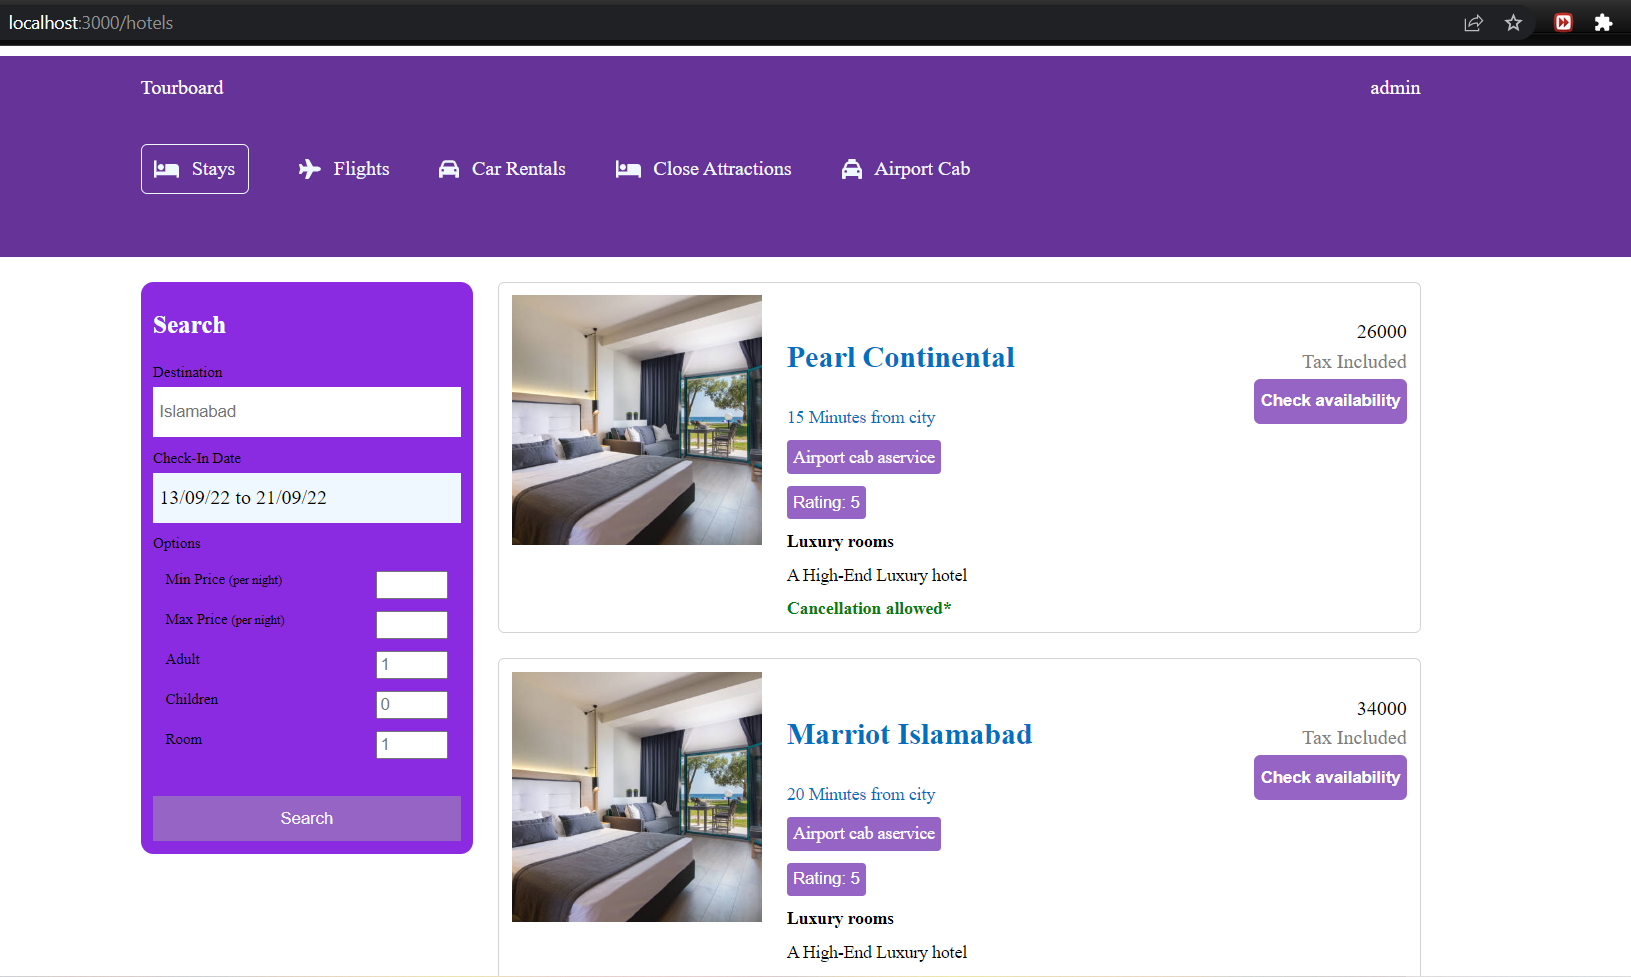 localhost:3000/hotels
Tourboard
admin
Stays
Flights
Car Rentals
Close Attractions
Airport Cab
Search
Destination
Islamabad
Check-In Date
13/09/22 to 21/09/22
Options
Min Price (per night)
Max Price (per night)
Adult
1
Children
0
Room
1
Search
Pearl Continental
15 Minutes from city
Airport cab aservice
Rating: 5
Luxury rooms
A High-End Luxury hotel
Cancellation allowed*
26000
Tax Included
Check availability
Marriot Islamabad
20 Minutes from city
Airport cab aservice
Rating: 5
Luxury rooms
A High-End Luxury hotel
34000
Tax Included
Check availability